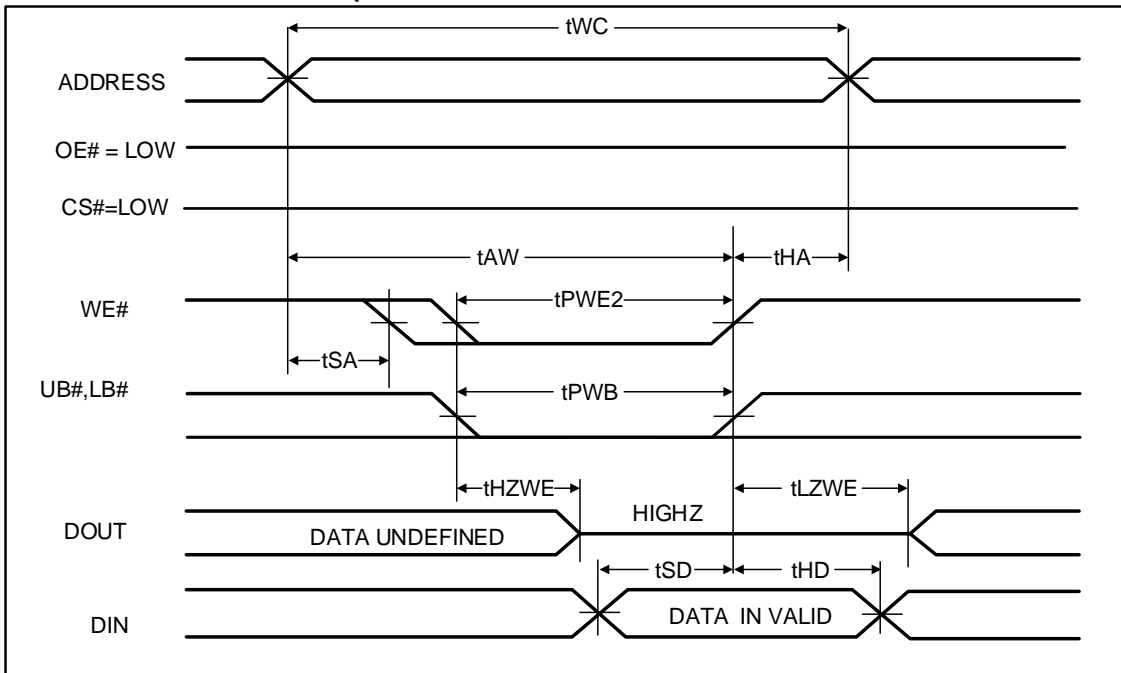 tWC
ADDRESS
OE# = LOW
CS#=LOW
tAW
tHA
WE#
tPWE2
tSA
UB#,LB#
tPWB
tHZWE
tLZWE
DOUT
DATA UNDEFINED
HIGHZ
tSD
tHD
DIN
DATA IN VALID